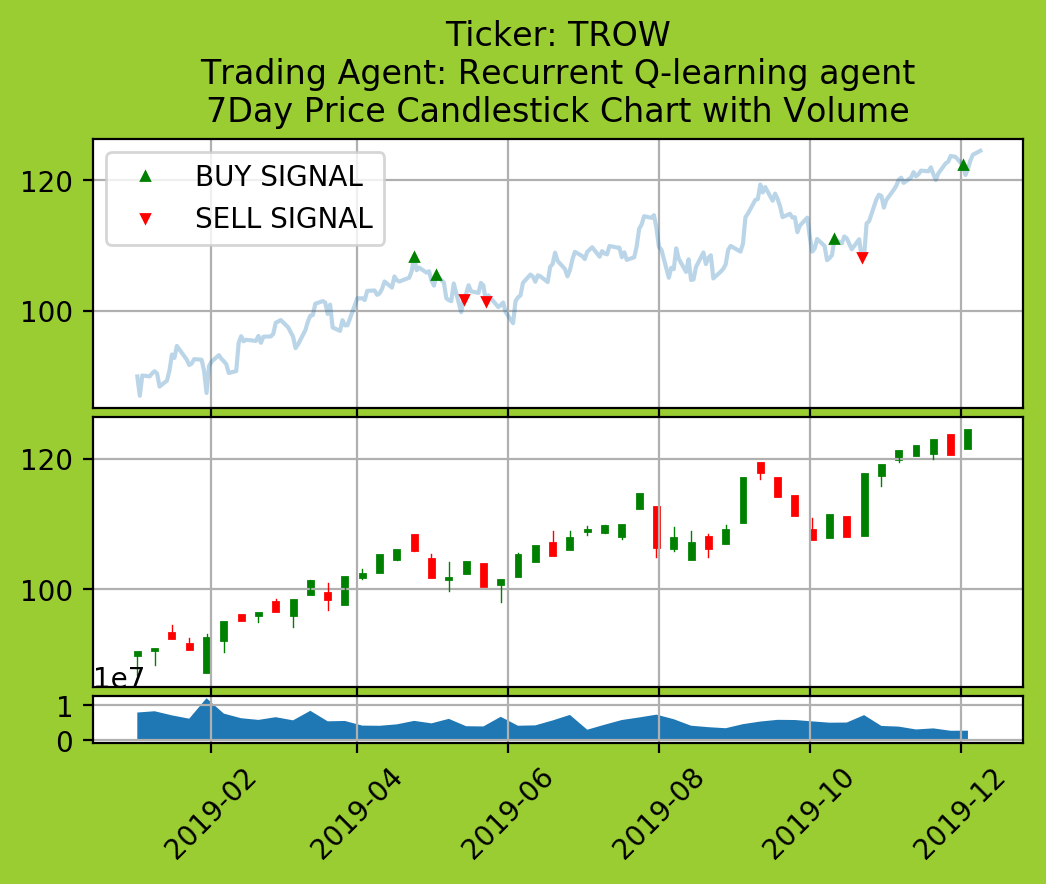 Ticker: TROW
Trading Agent: Recurrent Q-learning agent
7Day Price Candlestick Chart with Volume
BUY SIGNAL
SELL SIGNAL
120
100
120
100
1e7
1
0
2019-02
2019-04
2019-06
2019-08
2019-10
2019-12